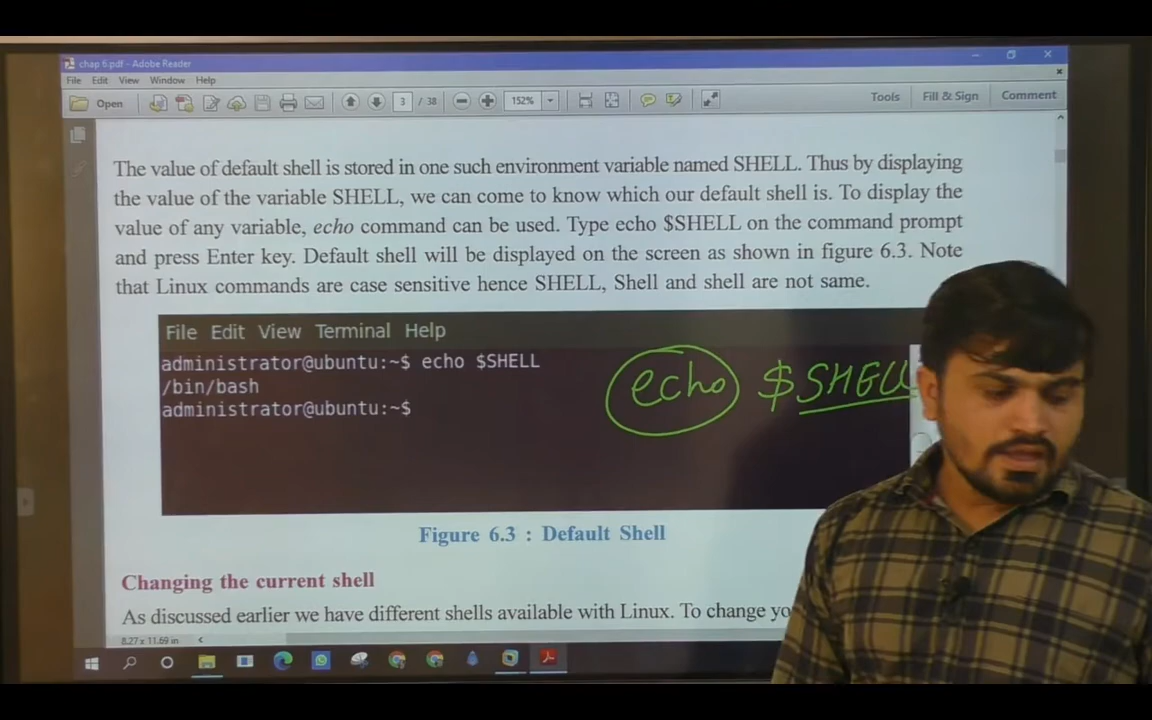 chap 6.pdf - Adobe Reader
File Edit View Window Help
Open 3 / 38 152% Tools Fill & Sign Comment
The value of default shell is stored in one such environment variable named SHELL. Thus by displaying
the value of the variable SHELL, we can come to know which our default shell is. To display the
value of any variable, echo command can be used. Type echo $SHELL on the command prompt
and press Enter key. Default shell will be displayed on the screen as shown in figure 6.3. Note
that Linux commands are case sensitive hence SHELL, Shell and shell are not same.
File Edit View Terminal Help
administrator@ubuntu:~$ echo $SHELL
/bin/bash
administrator@ubuntu:~$
echo $SHELL
Figure 6.3 : Default Shell
Changing the current shell
As discussed earlier we have different shells available with Linux. To change
8.27 x 11.69 in